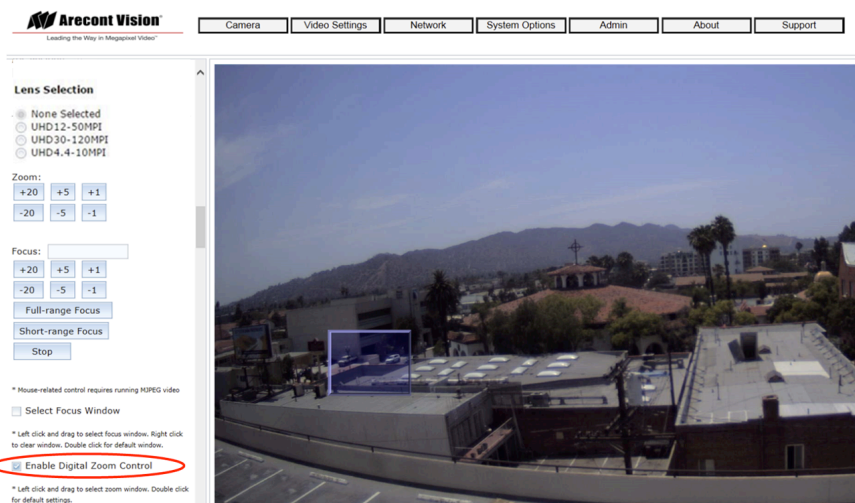 Arecont Vision®
Leading the Way in Megapixel Video™
Camera
Video Settings
Network
System Options
Admin
About
Support
Lens Selection
None Selected
UHD12-50MPI
UHD30-120MPI
UHD4.4-10MPI
Zoom:
+20 +5 +1
-20 -5 -1
Focus:
+20 +5 +1
-20 -5 -1
Full-range Focus
Short-range Focus
Stop
* Mouse-related control requires running MJPEG video
Select Focus Window
* Left click and drag to select focus window. Right click
to clear window. Double click for default window.
Enable Digital Zoom Control
* Left click and drag to select zoom window. Double click
for default settings.